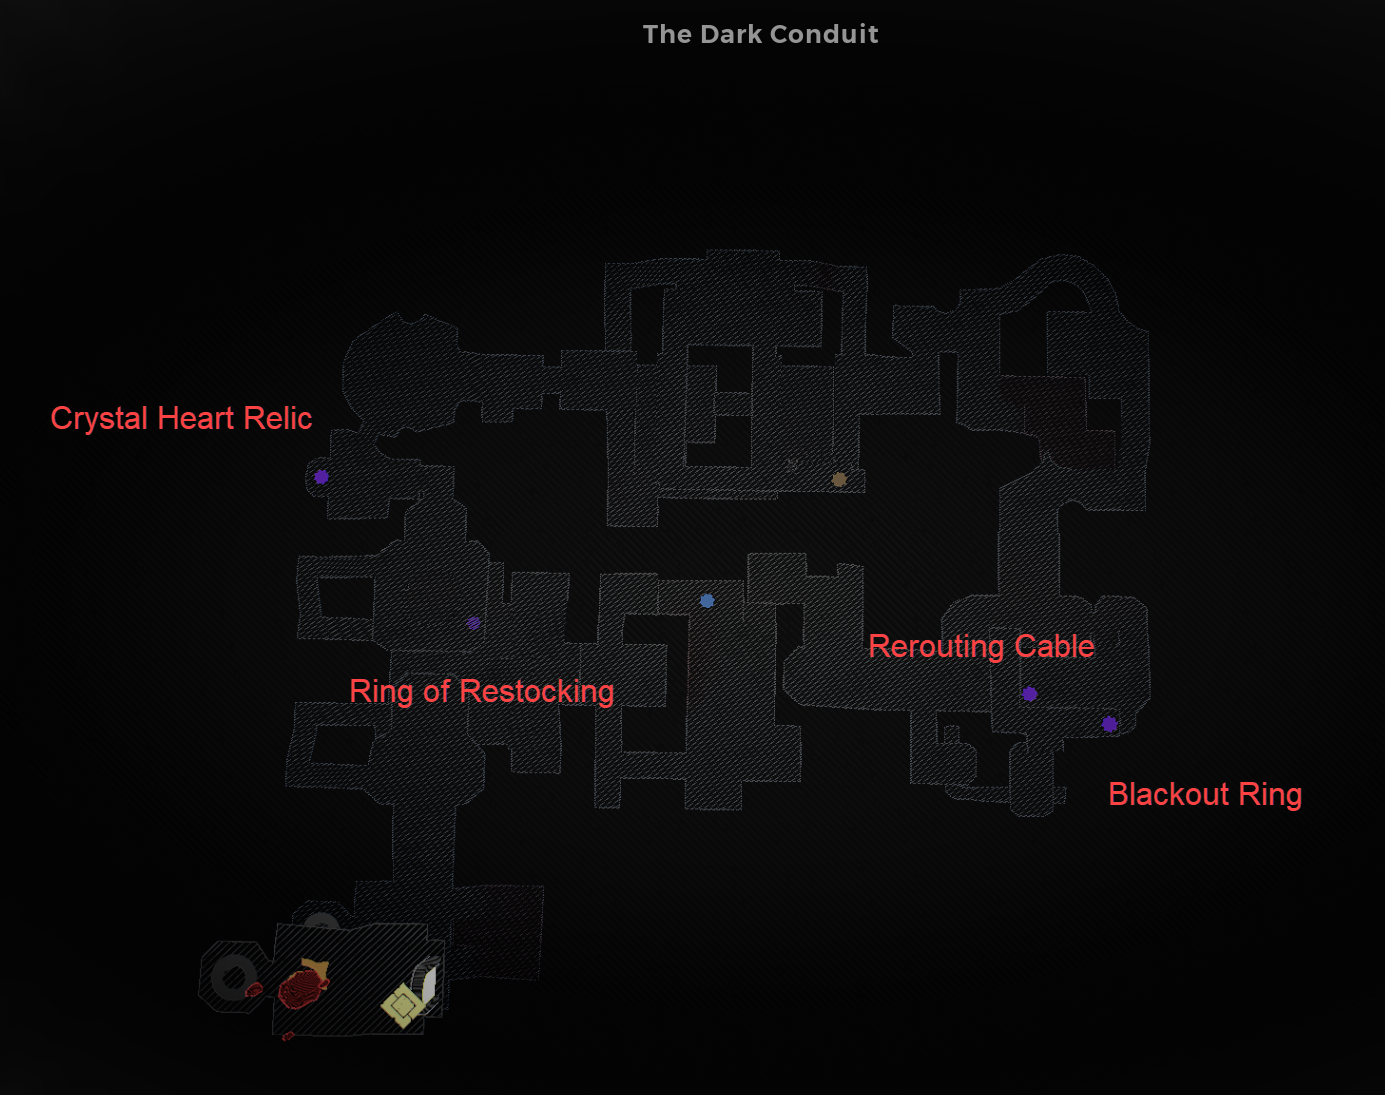 The Dark Conduit
Crystal Heart Relic
Rerouting Cable
Ring of Restocking
Blackout Ring